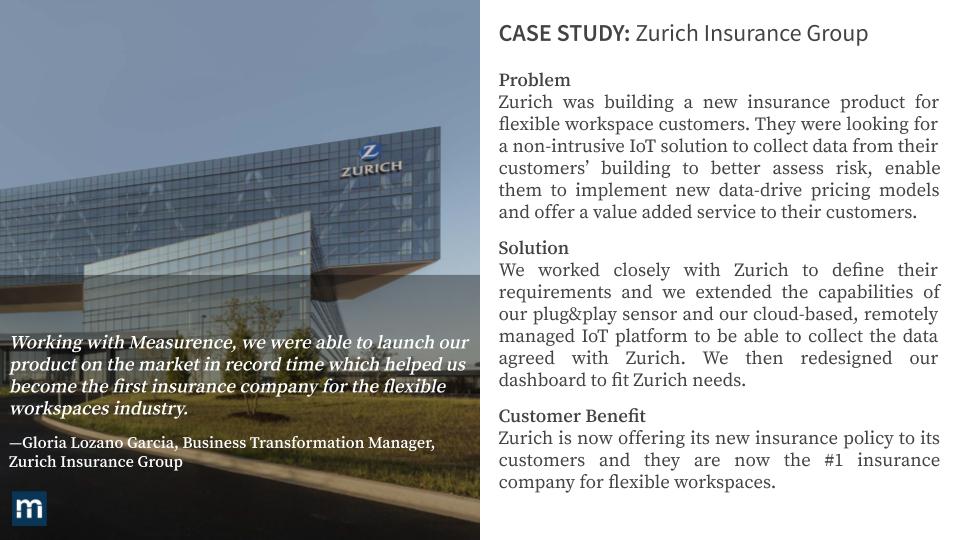 ZURICH
Working with Measurence, we were able to launch our
product on the market in record time which helped us
become the first insurance company for the flexible
workspaces industry.
—Gloria Lozano Garcia, Business Transformation Manager,
Zurich Insurance Group
m
CASE STUDY: Zurich Insurance Group
Problem
Zurich was building a new insurance product for
flexible workspace customers. They were looking for
a non-intrusive IoT solution to collect data from their
customers’ building to better assess risk, enable
them to implement new data-drive pricing models
and offer a value added service to their customers.
Solution
We worked closely with Zurich to define their
requirements and we extended the capabilities of
our plug&play sensor and our cloud-based, remotely
managed IoT platform to be able to collect the data
agreed with Zurich. We then redesigned our
dashboard to fit Zurich needs.
Customer Benefit
Zurich is now offering its new insurance policy to its
customers and they are now the #1 insurance
company for flexible workspaces.